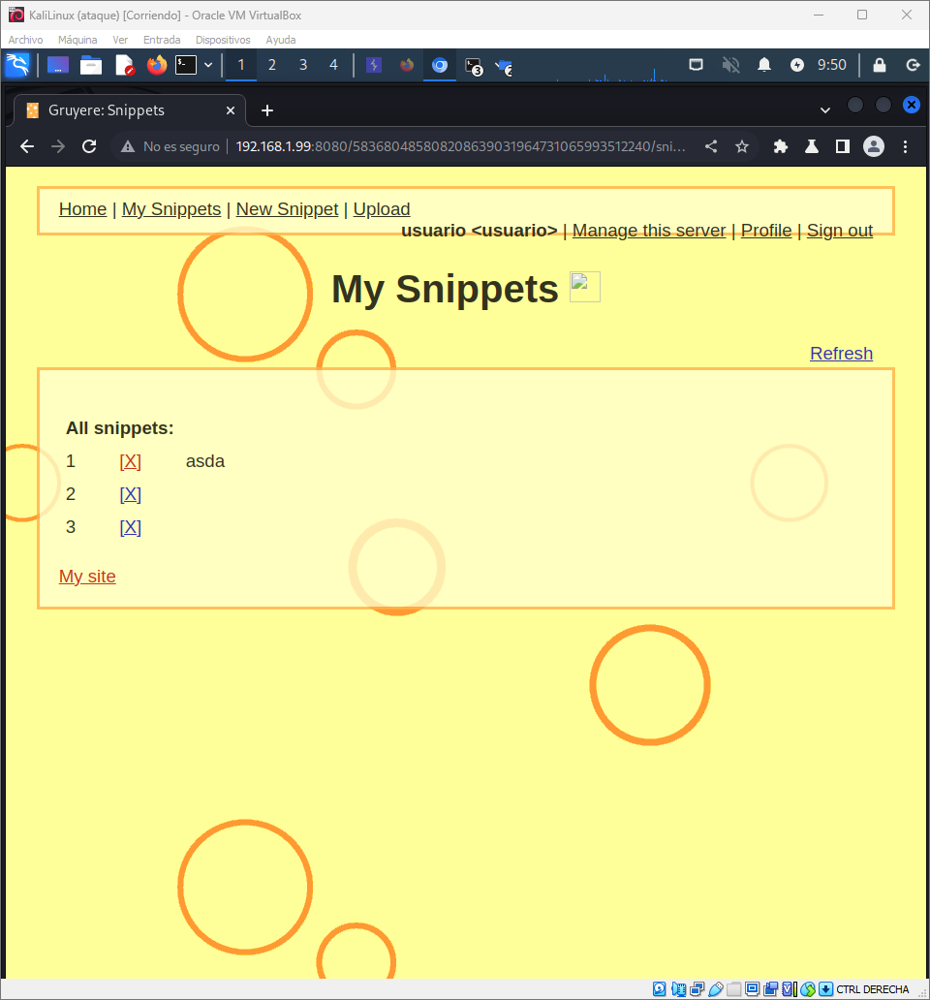 KaliLinux (ataque) [Corriendo] - Oracle VM VirtualBox
Archivo Máquina Ver Entrada Dispositivos Ayuda
1 2 3 4 3 2 9:50
Gruyere: Snippets
No es seguro 192.168.1.99:8080/583680485808208639031964731065993512240/sni...
Home | My Snippets | New Snippet | Upload
usuario <usuario> | Manage this server | Profile | Sign out
My Snippets
Refresh
All snippets:
1 [X] asda
2 [X]
3 [X]
My site
CTRL DERECHA